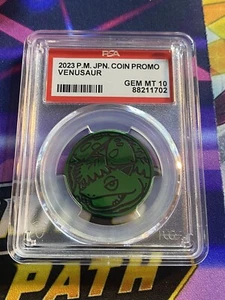 PSA
2023 P.M. JPN. COIN PROMO
VENUSAUR
GEM MT 10
88211702
PATH